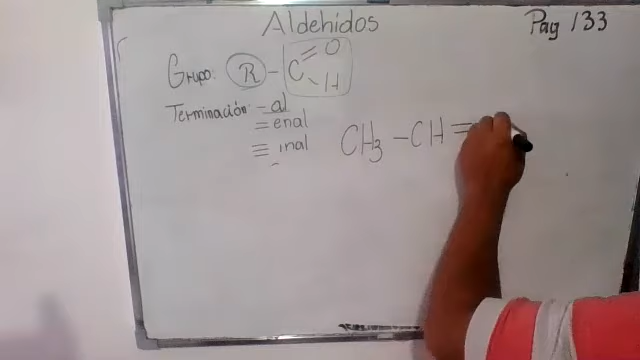 Aldehidos
Pag 133
Grupo: R - C = O
\ H
Terminación: - al
= enal
≡ inal
CH₃ - CH =